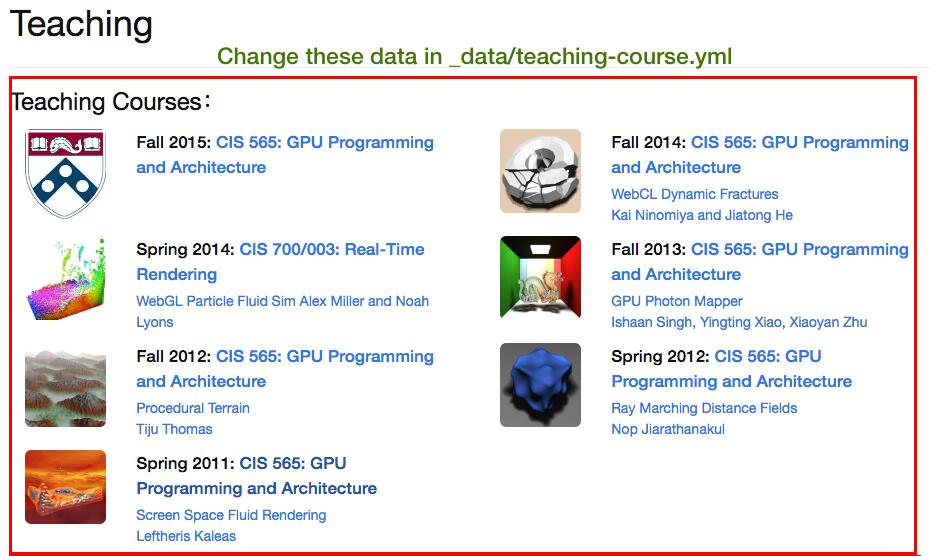 Teaching
Change these data in _data/teaching-course.yml
Teaching Courses:
Fall 2015: CIS 565: GPU Programming
and Architecture
Fall 2014: CIS 565: GPU Programming
and Architecture
WebCL Dynamic Fractures
Kai Ninomiya and Jiatong He
Spring 2014: CIS 700/003: Real-Time
Rendering
WebGL Particle Fluid Sim Alex Miller and Noah
Lyons
Fall 2013: CIS 565: GPU Programming
and Architecture
GPU Photon Mapper
Ishaan Singh, Yingting Xiao, Xiaoyan Zhu
Fall 2012: CIS 565: GPU Programming
and Architecture
Procedural Terrain
Tiju Thomas
Spring 2012: CIS 565: GPU
Programming and Architecture
Ray Marching Distance Fields
Nop Jiarathanakul
Spring 2011: CIS 565: GPU
Programming and Architecture
Screen Space Fluid Rendering
Leftheris Kaleas